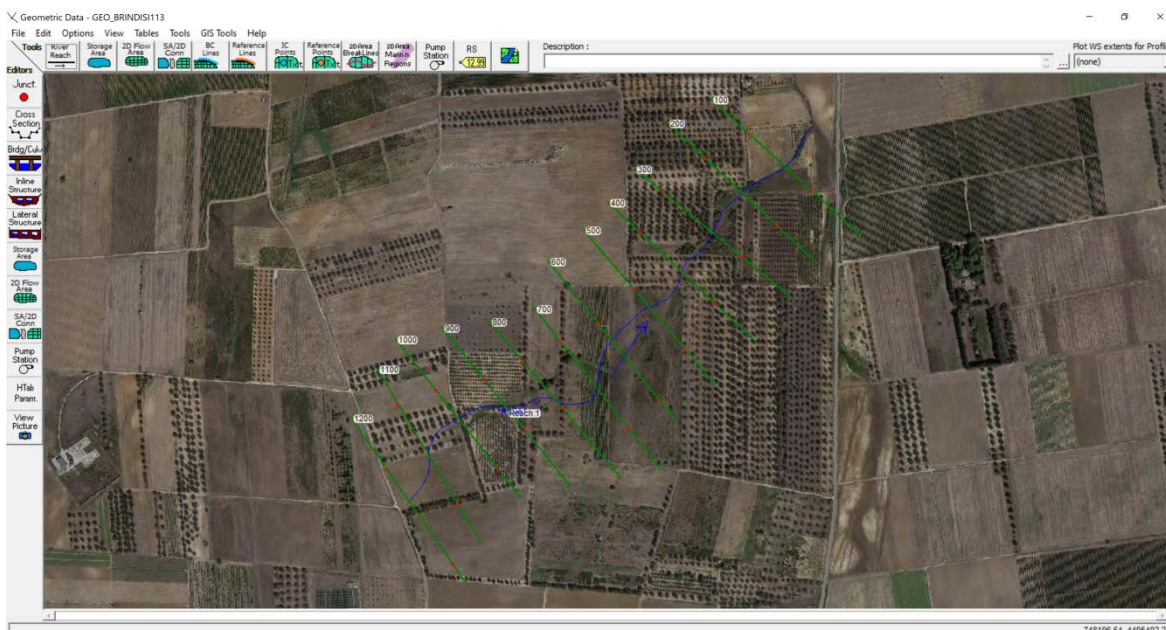 Geometric Data - GEO_BRINDISI113
File Edit Options View Tables Tools GIS Tools Help
Tools
River Reach
Storage Area
2D Flow Area
SA/2D Conn
BC Lines
Reference Lines
IC Points
Reference Points
2D Area BreakLines
2D Area Mann n Regions
Pump Station
RS
12.99
Description :
...
Plot WS extents for Profil
(none)
Editors
Junct.
Cross Section
Brdg/Culv
Inline Structure
Lateral Structure
Storage Area
2D Flow Area
SA/2D Conn
Pump Station
HTab Param.
View Picture
100
200
300
400
500
600
700
800
900
1000
1100
1200
Reach 1